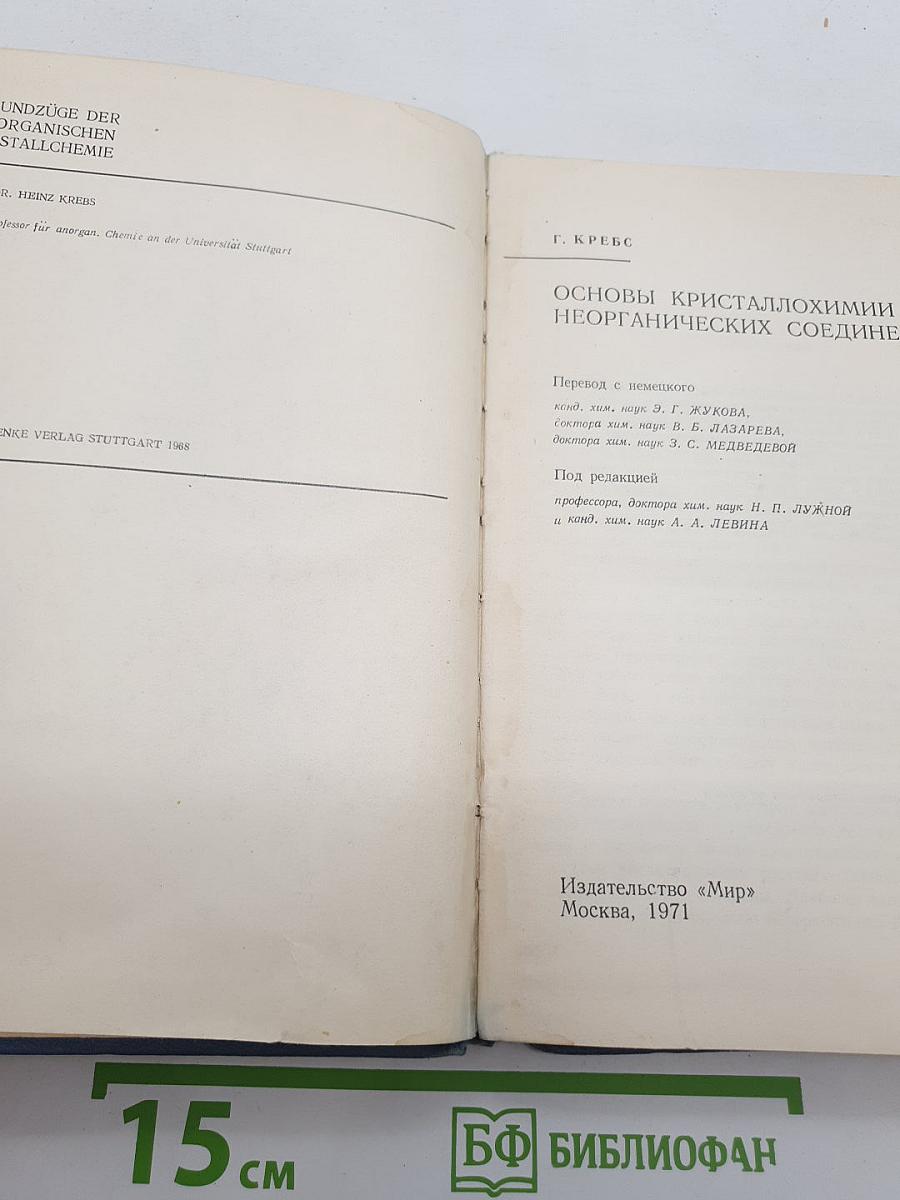 UNDZÜGE DER
ORGANISCHEN
STALLCHEMIE
R. HEINZ KREBS
ofessor für anorgan. Chemie an der Universität Stuttgart
ENKE VERLAG STUTTGART 1968
Г. КРЕБС
ОСНОВЫ КРИСТАЛЛОХИМИИ
НЕОРГАНИЧЕСКИХ СОЕДИНЕ
Перевод с немецкого
канд. хим. наук Э. Г. ЖУКОВА,
доктора хим. наук В. Б. ЛАЗАРЕВА,
доктора хим. наук З. С. МЕДВЕДЕВОЙ
Под редакцией
профессора, доктора хим. наук Н. П. ЛУЖНОЙ
и канд. хим. наук А. А. ЛЕВИНА
Издательство «Мир»
Москва, 1971
15 см
БФ БИБЛИОФАН